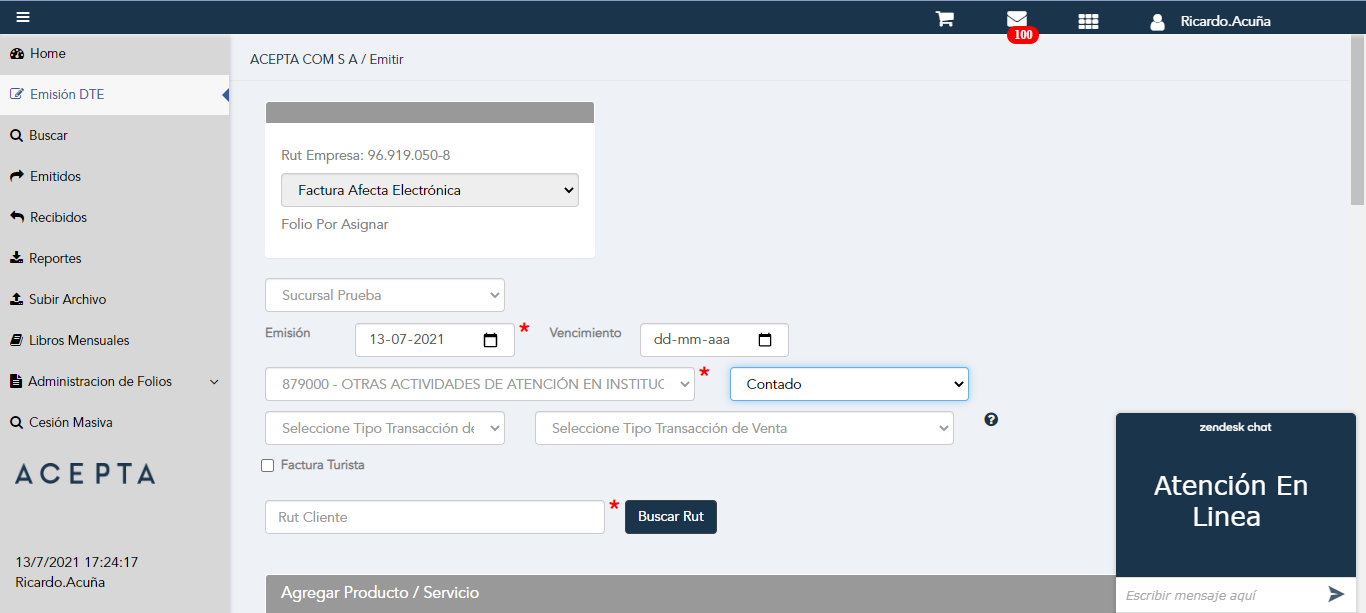 100
Ricardo.Acuña
Home
Emisión DTE
Buscar
Emitidos
Recibidos
Reportes
Subir Archivo
Libros Mensuales
Administracion de Folios
Cesión Masiva
ACEPTA
13/7/2021 17:24:17
Ricardo.Acuña
ACEPTA COM S A / Emitir
Rut Empresa: 96.919.050-8
Factura Afecta Electrónica
Folio Por Asignar
Sucursal Prueba
Emisión 13-07-2021 * Vencimiento dd-mm-aaa
879000 - OTRAS ACTIVIDADES DE ATENCIÓN EN INSTITUC * Contado
Seleccione Tipo Transacción de Seleccione Tipo Transacción de Venta ?
Factura Turista
Rut Cliente * Buscar Rut
Agregar Producto / Servicio
zendesk chat
Atención En
Linea
Escribir mensaje aquí